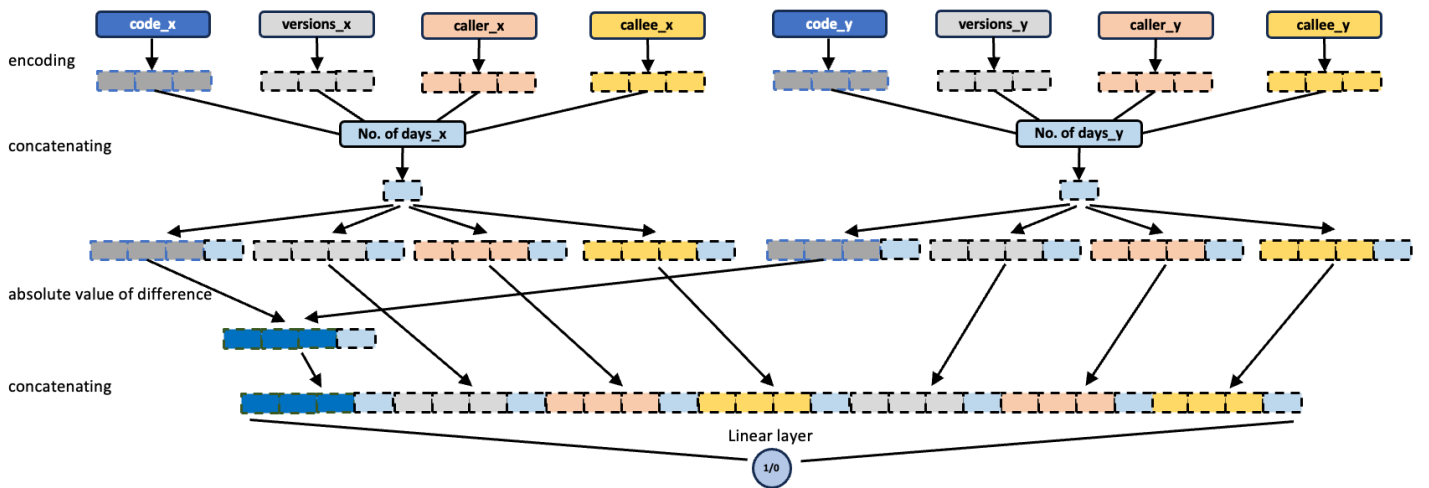 code_x
versions_x
caller_x
callee_x
code_y
versions_y
caller_y
callee_y
encoding
No. of days_x
No. of days_y
concatenating
absolute value of difference
concatenating
Linear layer
1/0